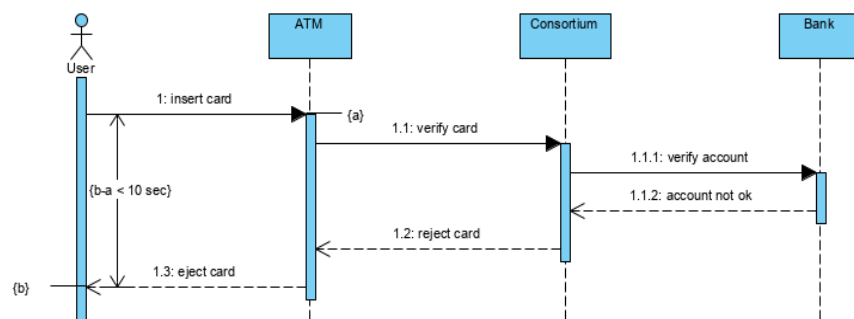 ATM
Consortium
Bank
User
1: insert card
{a}
1.1: verify card
1.1.1: verify account
{b-a < 10 sec}
1.1.2: account not ok
1.2: reject card
1.3: eject card
{b}